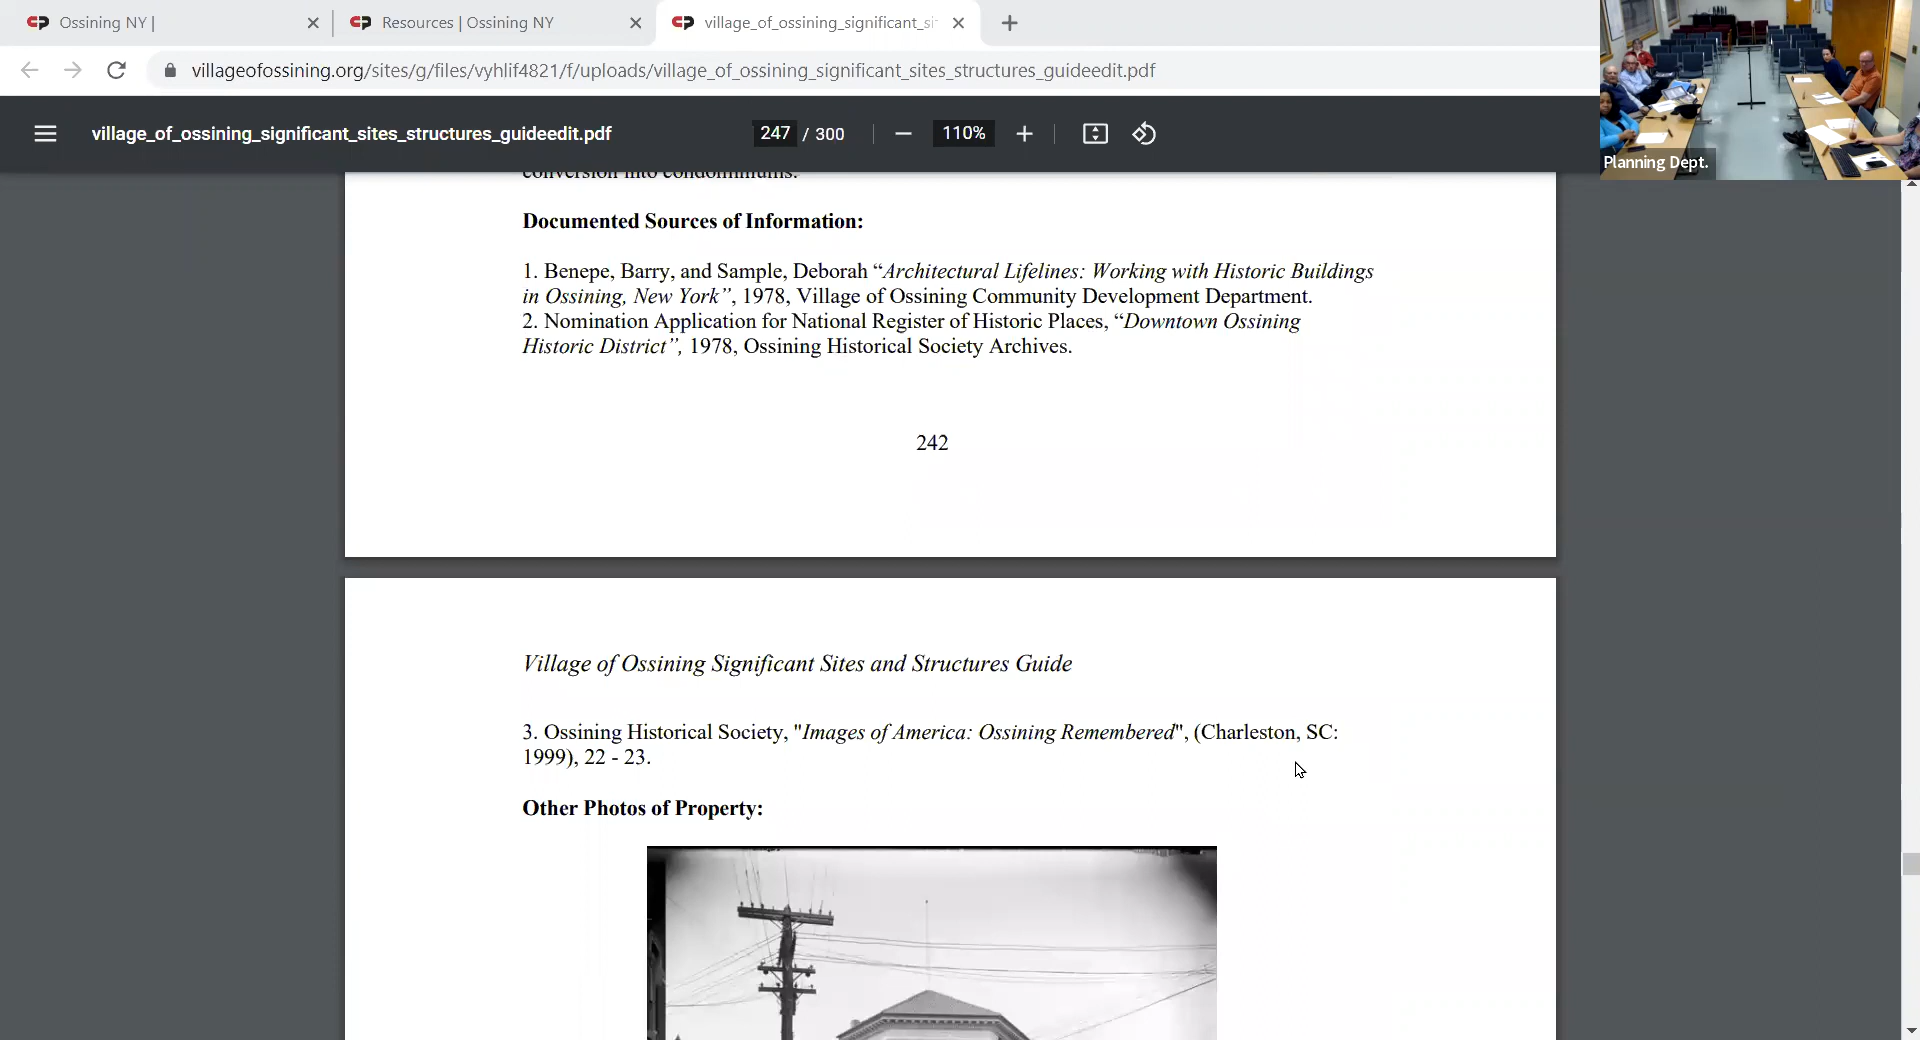 Ossining NY |
Resources | Ossining NY
village_of_ossining_significant_si
villageofossining.org/sites/g/files/vyhlif4821/f/uploads/village_of_ossining_significant_sites_structures_guideedit.pdf
village_of_ossining_significant_sites_structures_guideedit.pdf
247 / 300
110%
Planning Dept.
conversion into condominiums.
Documented Sources of Information:
1. Benepe, Barry, and Sample, Deborah “Architectural Lifelines: Working with Historic Buildings
in Ossining, New York”, 1978, Village of Ossining Community Development Department.
2. Nomination Application for National Register of Historic Places, “Downtown Ossining
Historic District”, 1978, Ossining Historical Society Archives.
242
Village of Ossining Significant Sites and Structures Guide
3. Ossining Historical Society, "Images of America: Ossining Remembered", (Charleston, SC:
1999), 22 - 23.
Other Photos of Property: